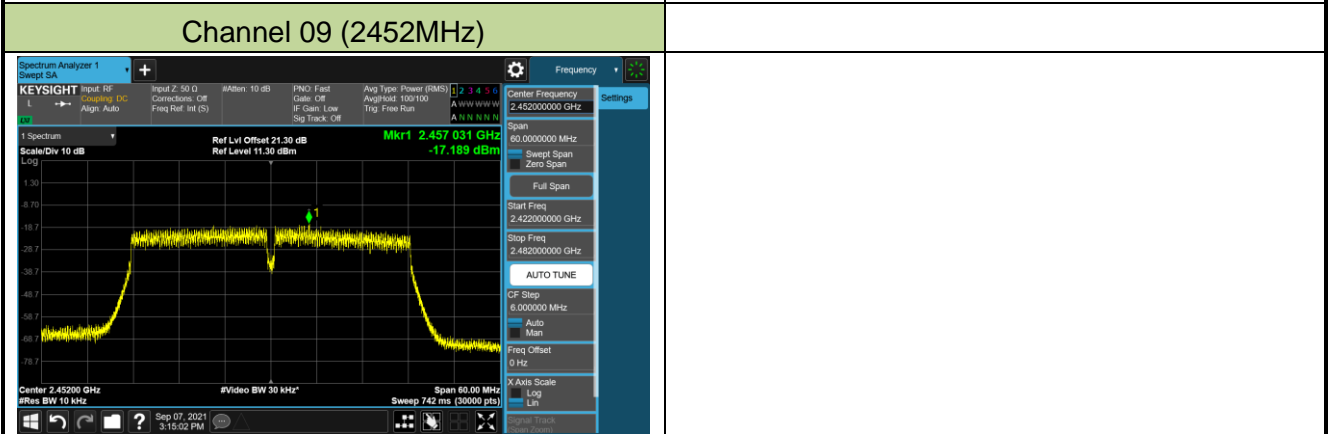 Channel 09 (2452MHz)
Spectrum Analyzer 1
Swept SA
Frequency
KEYSIGHT
L
Input: RF
Coupling: DC
Align: Auto
Input Z: 50 Ω
Corrections: Off
Freq Ref: Int (S)
#Atten: 10 dB
PNO: Fast
Gate: Off
IF Gain: Low
Sig Track: Off
Avg Type: Power (RMS)
Avg|Hold: 100/100
Trig: Free Run
1 2 3 4 5 6
A W W W W W
A N N N N N
Center Frequency
2.452000000 GHz
Settings
Span
60.0000000 MHz
Swept Span
Zero Span
Full Span
Start Freq
2.422000000 GHz
Stop Freq
2.482000000 GHz
AUTO TUNE
CF Step
6.000000 MHz
Auto
Man
Freq Offset
0 Hz
X Axis Scale
Log
Lin
Signal Track
(Span Zoom)
1 Spectrum
Scale/Div 10 dB
Log
Ref Lvl Offset 21.30 dB
Ref Level 11.30 dBm
Mkr1 2.457 031 GHz
-17.189 dBm
1.30
-8.70
1
-18.7
-28.7
-38.7
-48.7
-58.7
-68.7
-78.7
Center 2.45200 GHz
#Res BW 10 kHz
#Video BW 30 kHz*
Span 60.00 MHz
Sweep 742 ms (30000 pts)
Sep 07, 2021
3:15:02 PM